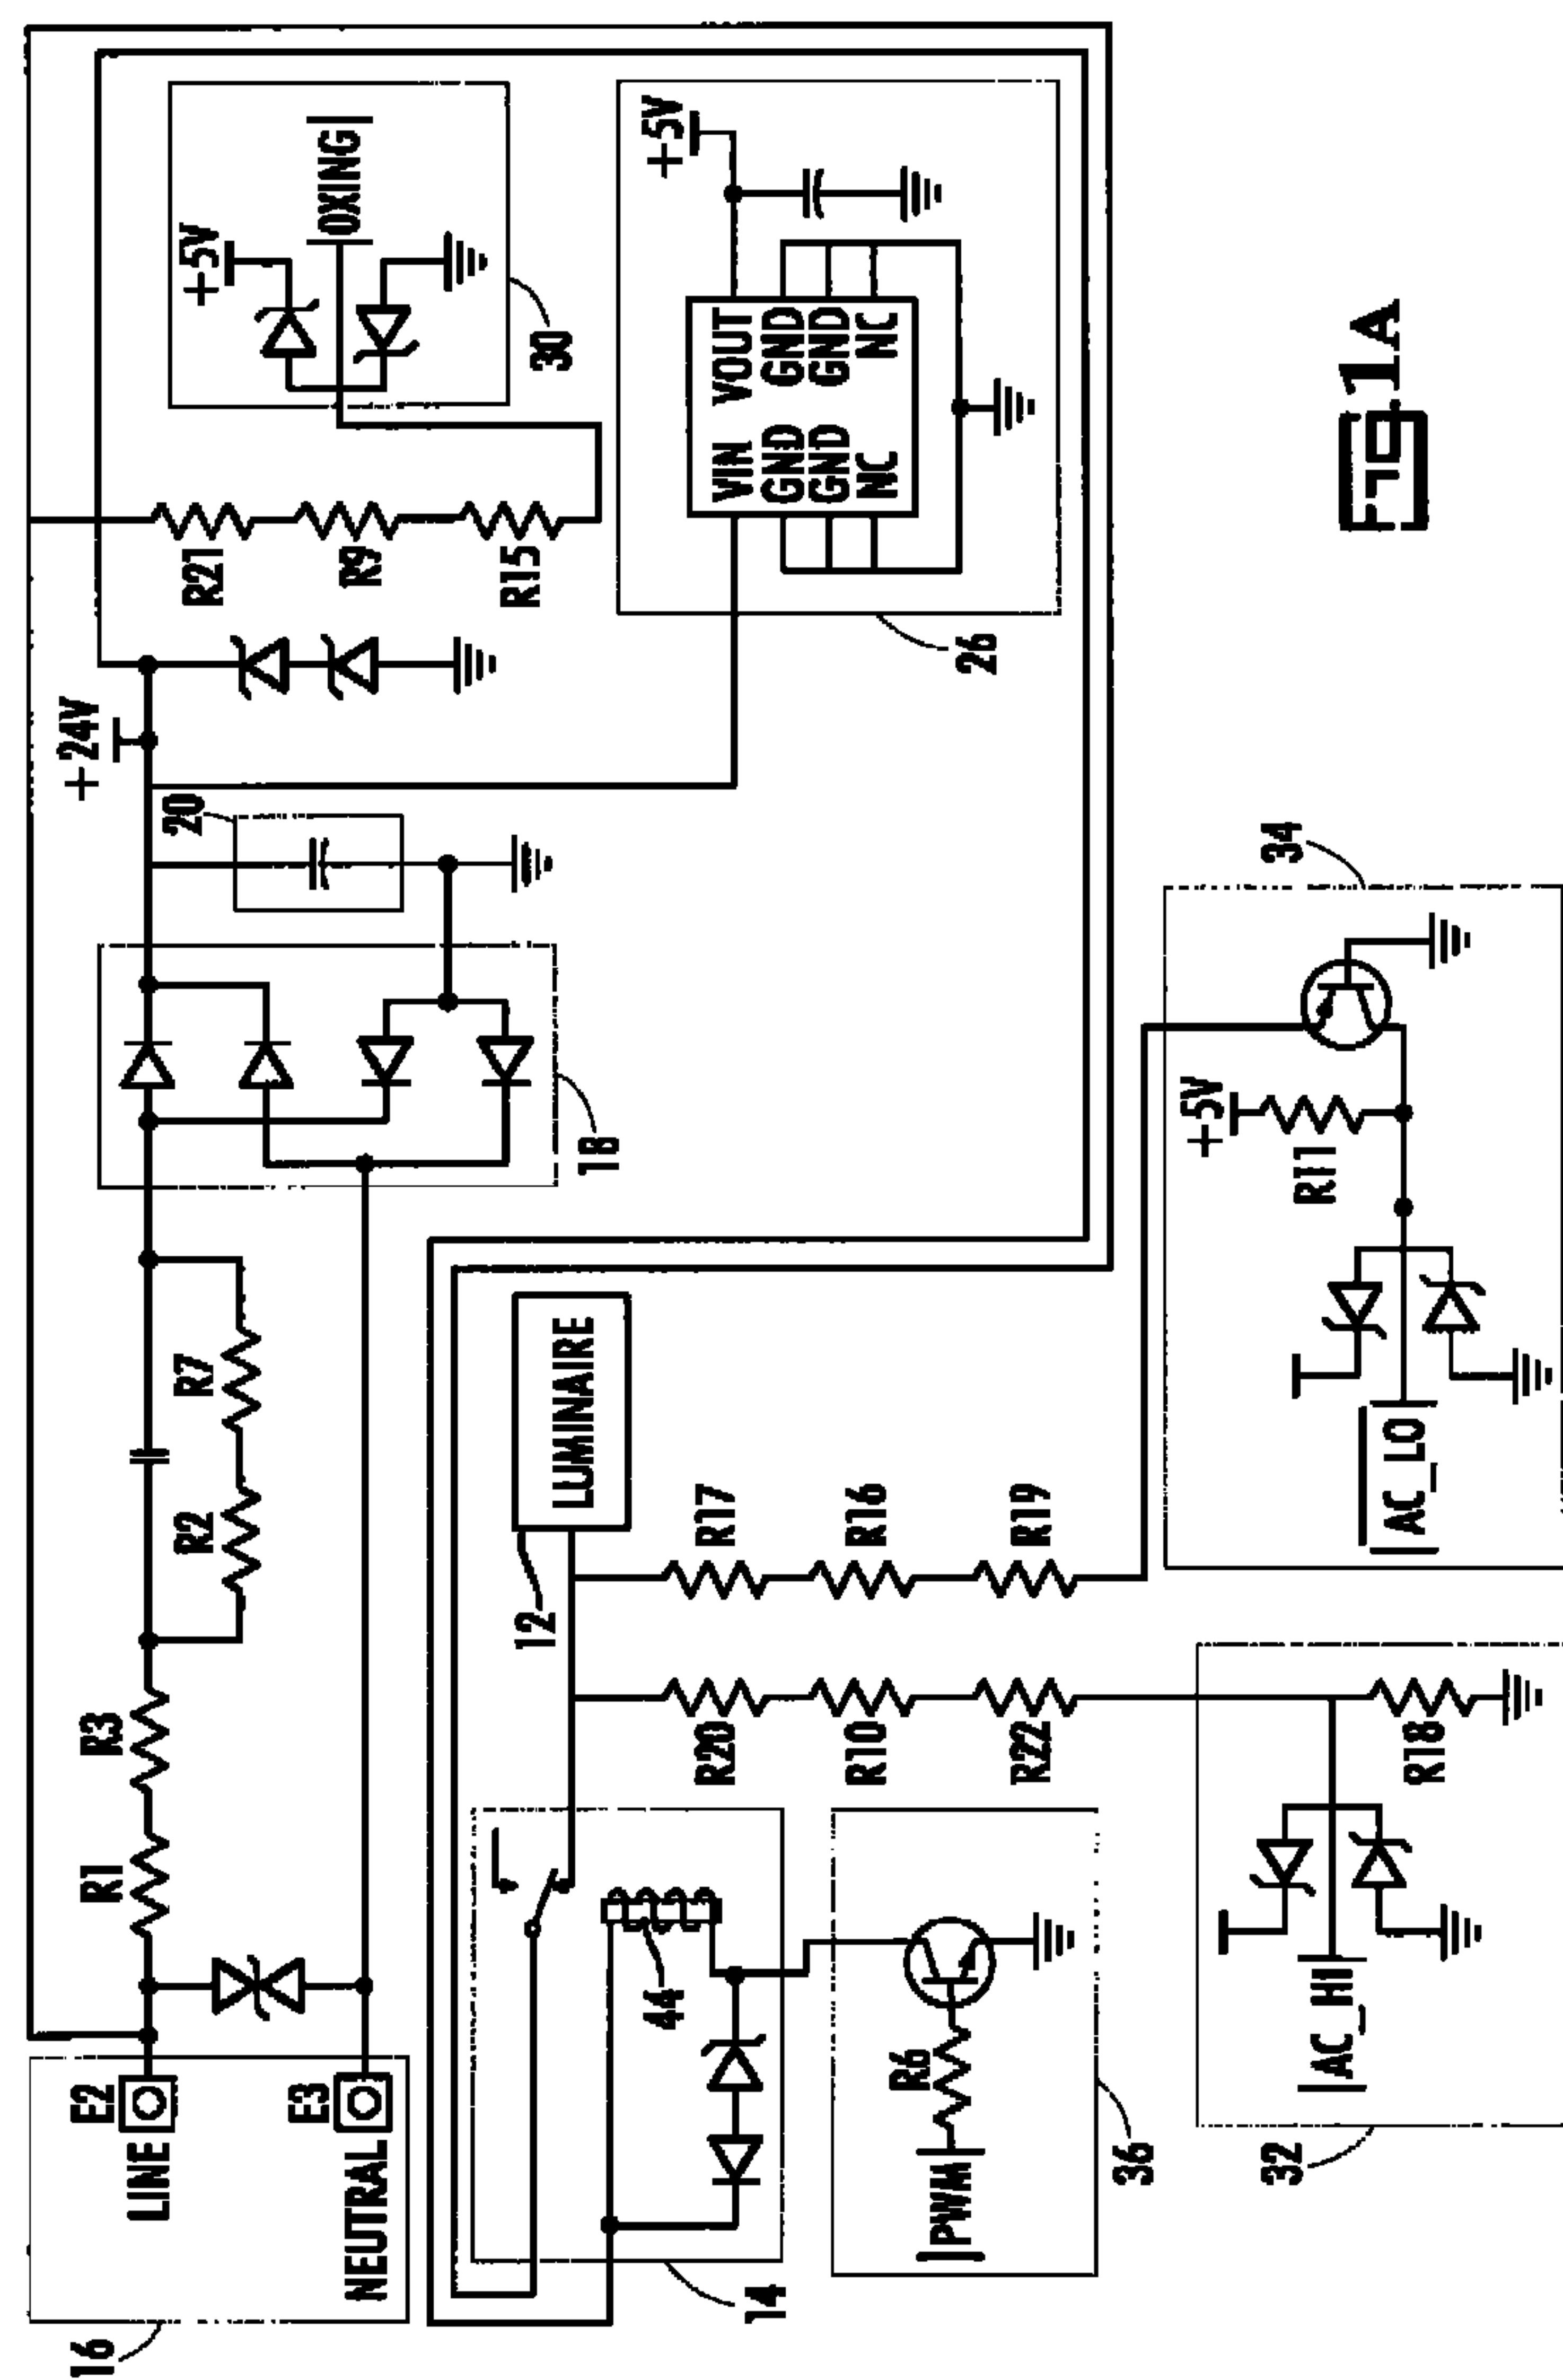 16
LINE
E2
NEUTRAL
E3
R1
R3
R2
R7
18
20
+24V
R21
R9
R15
+5V
OXING
30
VIN VOUT
GND GND
GND GND
NC NC
+5V
26
14
44
12
LUMINAIRE
R20
R10
R22
R17
R16
R19
PWM
R6
36
AC_HI
R18
32
AC_LO
R11
+5V
34
Fig. 1A